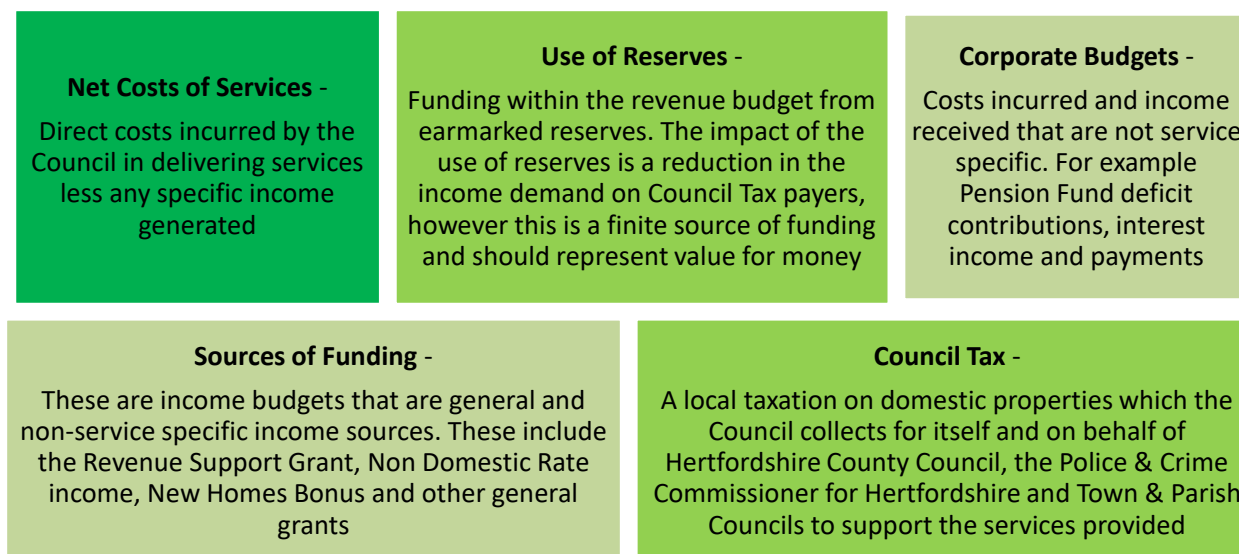 Net Costs of Services -
Direct costs incurred by the
Council in delivering services
less any specific income
generated
Use of Reserves -
Funding within the revenue budget from
earmarked reserves. The impact of the
use of reserves is a reduction in the
income demand on Council Tax payers,
however this is a finite source of funding
and should represent value for money
Corporate Budgets -
Costs incurred and income
received that are not service
specific. For example
Pension Fund deficit
contributions, interest
income and payments
Sources of Funding -
These are income budgets that are general and
non-service specific income sources. These include
the Revenue Support Grant, Non Domestic Rate
income, New Homes Bonus and other general
grants
Council Tax -
A local taxation on domestic properties which the
Council collects for itself and on behalf of
Hertfordshire County Council, the Police & Crime
Commissioner for Hertfordshire and Town & Parish
Councils to support the services provided